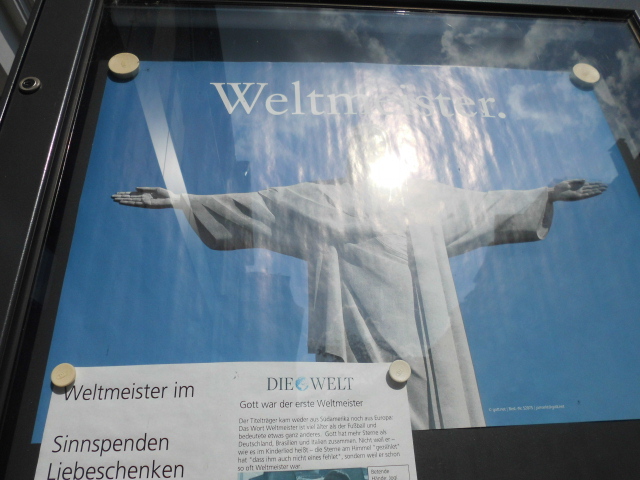 Weltmeister.
Weltmeister im
Sinnspenden
Liebeschenken
DIE WELT
Gott war der erste Weltmeister
Der Titelträger kam weder aus Südamerika noch aus Europa:
Das Wort Weltmeister ist viel älter als der Fußball und
bedeutete etwas ganz anderes. Gott hat mehr Sterne als
Deutschland, Brasilien und Italien zusammen. Nicht weil er –
wie es im Kinderlied heißt – die Sterne am Himmel "gezählet"
hat "dass ihm auch nicht eines fehlet", sondern weil er schon
so oft Weltmeister war.
Betende
Hände